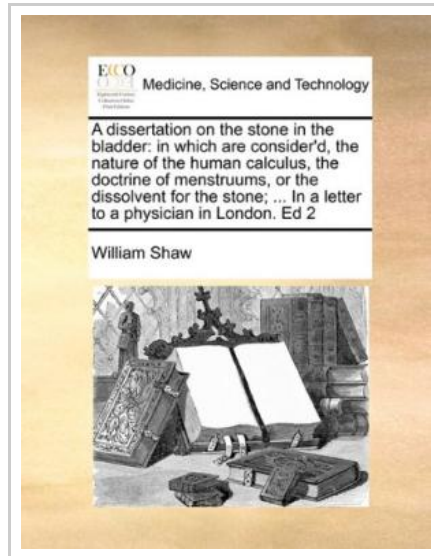 ECCO
Medicine, Science and Technology
A dissertation on the stone in the
bladder: in which are consider'd, the
nature of the human calculus, the
doctrine of menstruums, or the
dissolvent for the stone; ... In a letter
to a physician in London. Ed 2
William Shaw